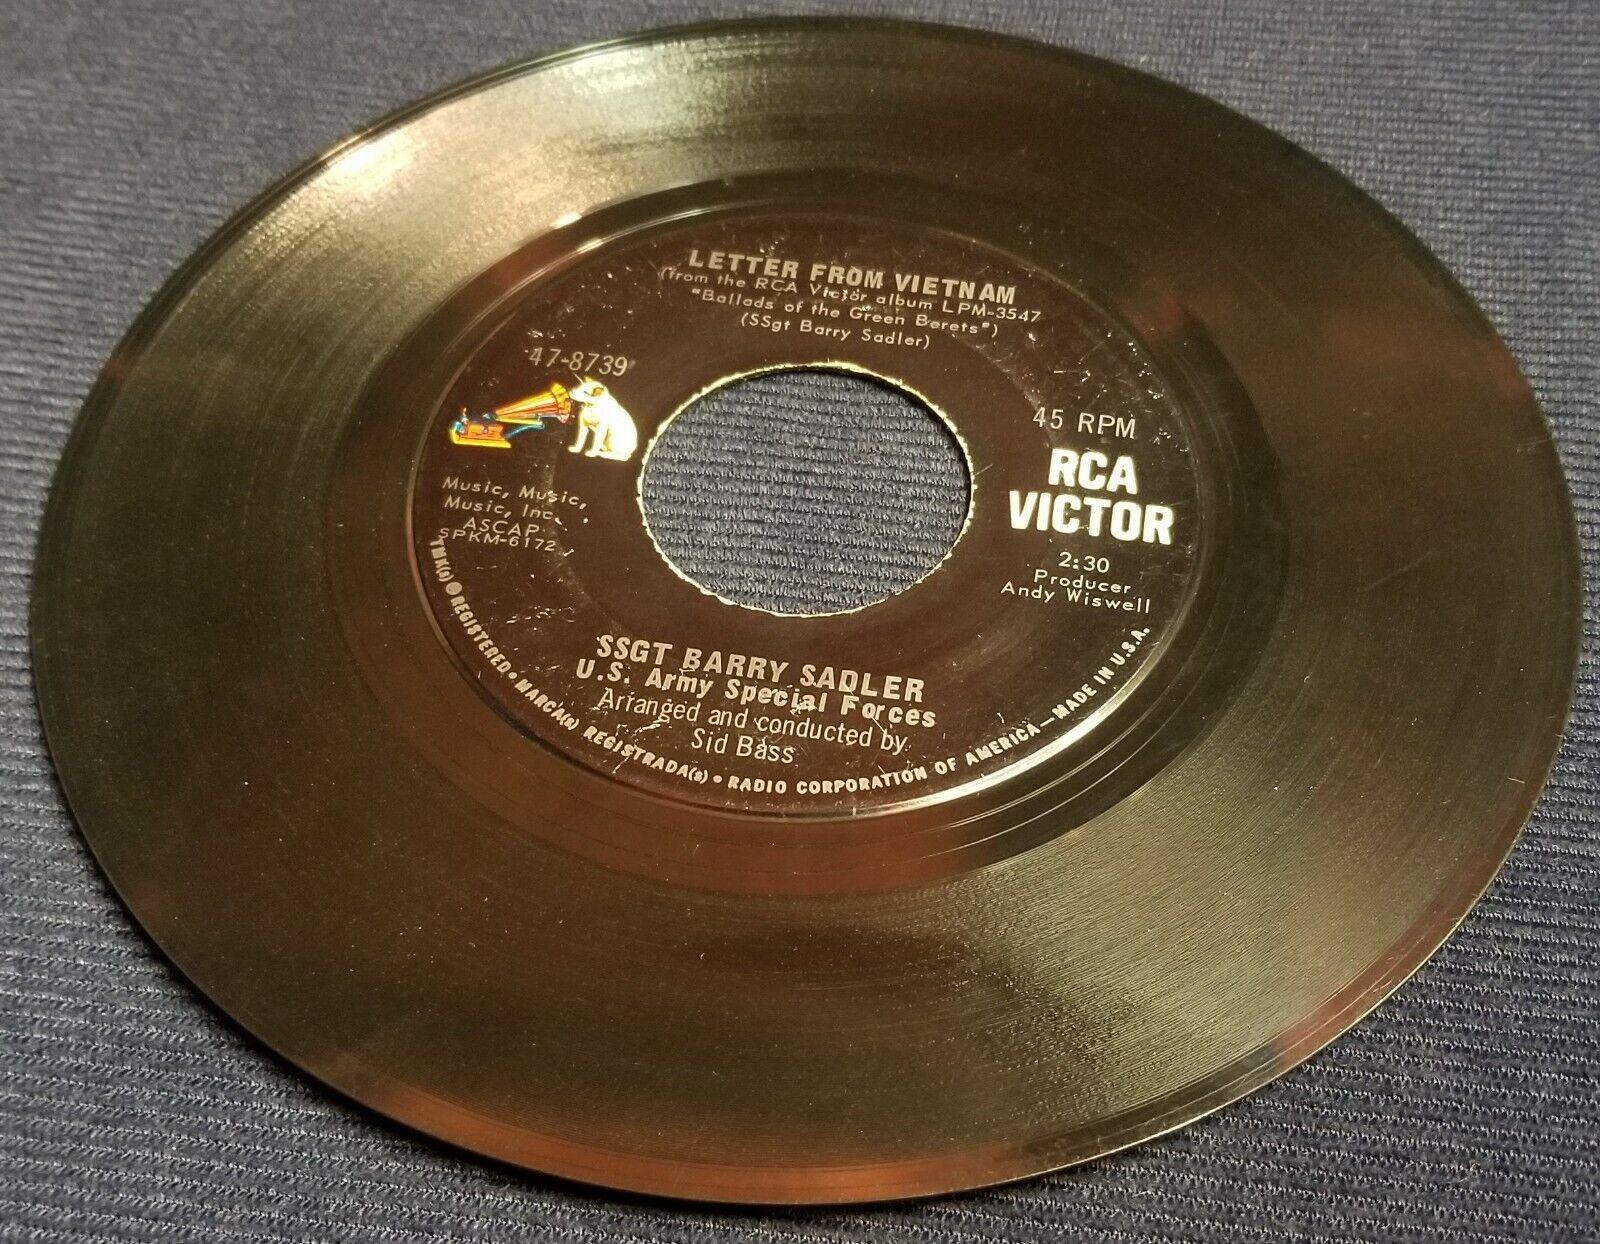 LETTER FROM VIETNAM
(from the RCA Victor album LPM-3547
"Ballads of the Green Berets")
(SSgt Barry Sadler)
47-8739
45 RPM
RCA
VICTOR
Music, Music,
Music, Inc.
ASCAP
SPKM-6172
2:30
Producer
Andy Wiswell
SSGT BARRY SADLER
U.S. Army Special Forces
Arranged and conducted by
Sid Bass
TMK(s) ® REGISTERED • MARCA(s) REGISTRADA(s) • RADIO CORPORATION OF AMERICA—MADE IN U.S.A.